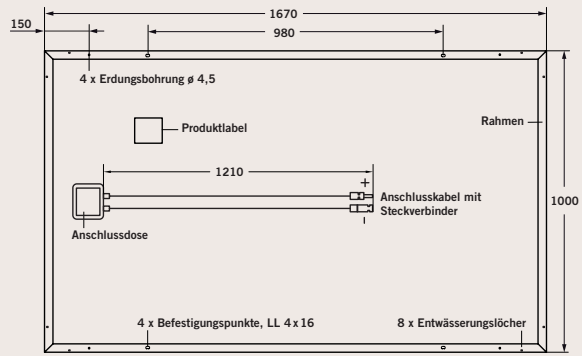 1670
150
980
4 x Erdungsbohrung ø 4,5
Produktlabel
Rahmen
1210
+
Anschlusskabel mit
Steckverbinder
–
1000
Anschlussdose
4 x Befestigungspunkte, LL 4 x 16
8 x Entwässerungslöcher